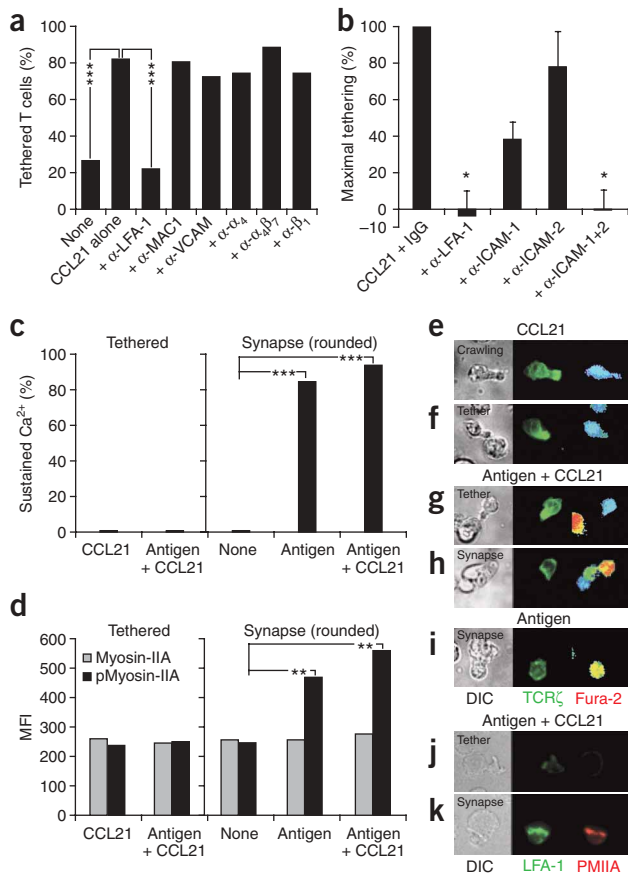 a
Tethered T cells (%)
100
80
60
40
20
0
***
***
None
CCL21 alone
+ α-LFA-1
+ α-MAC1
+ α-VCAM
+ α-α4
+ α-α4β7
+ α-β1
b
Maximal tethering (%)
100
80
60
40
20
0
−10
*
*
CCL21 + IgG
+ α-LFA-1
+ α-ICAM-1
+ α-ICAM-2
+ α-ICAM-1+2
c
Tethered
Synapse (rounded)
Sustained Ca2+ (%)
100
80
60
40
20
0
***
***
CCL21
Antigen + CCL21
None
Antigen
Antigen + CCL21
d
Tethered
Synapse (rounded)
Myosin-IIA
pMyosin-IIA
MFI
600
500
400
300
200
100
0
**
**
CCL21
Antigen + CCL21
None
Antigen
Antigen + CCL21
e
CCL21
Crawling
f
Tether
Antigen + CCL21
g
Tether
h
Synapse
Antigen
i
Synapse
DIC TCRζ Fura-2
Antigen + CCL21
j
Tether
k
Synapse
DIC LFA-1 PMIIA